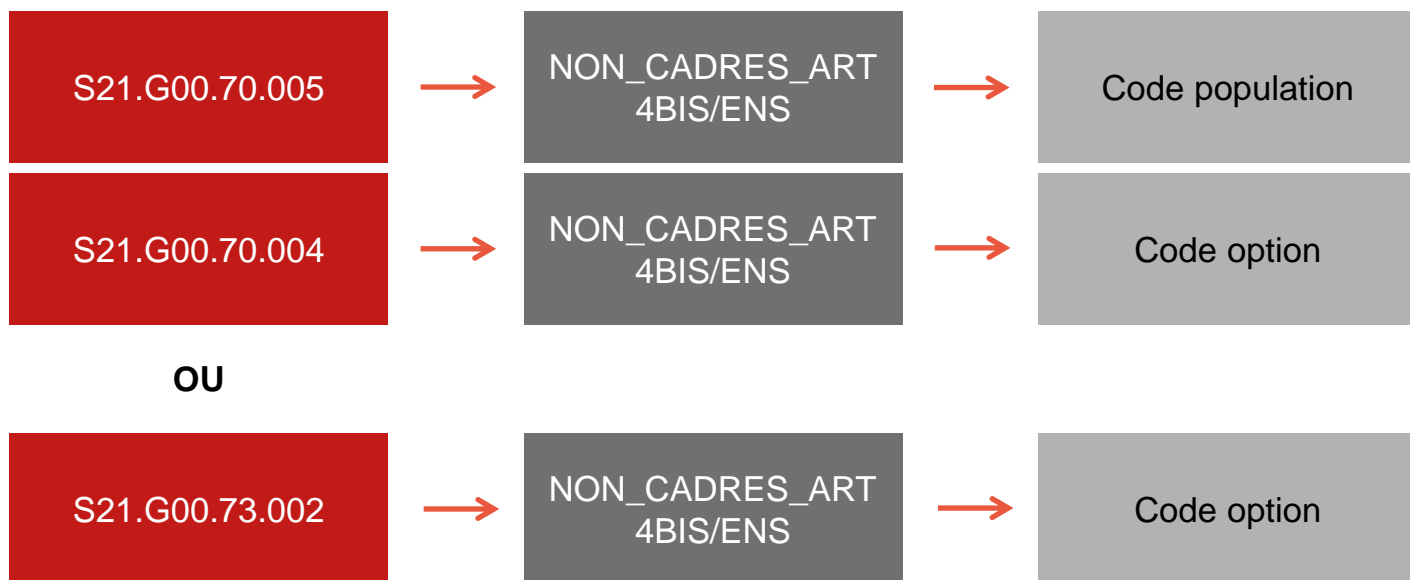 S21.G00.70.005
NON_CADRES_ART
4BIS/ENS
Code population
S21.G00.70.004
NON_CADRES_ART
4BIS/ENS
Code option
OU
S21.G00.73.002
NON_CADRES_ART
4BIS/ENS
Code option